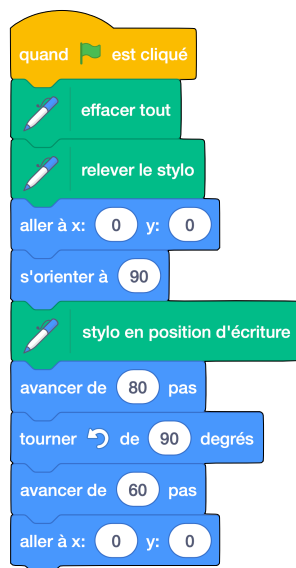 quand est cliqué
effacer tout
relever le stylo
aller à x: 0 y: 0
s'orienter à 90
stylo en position d'écriture
avancer de 80 pas
tourner de 90 degrés
avancer de 60 pas
aller à x: 0 y: 0